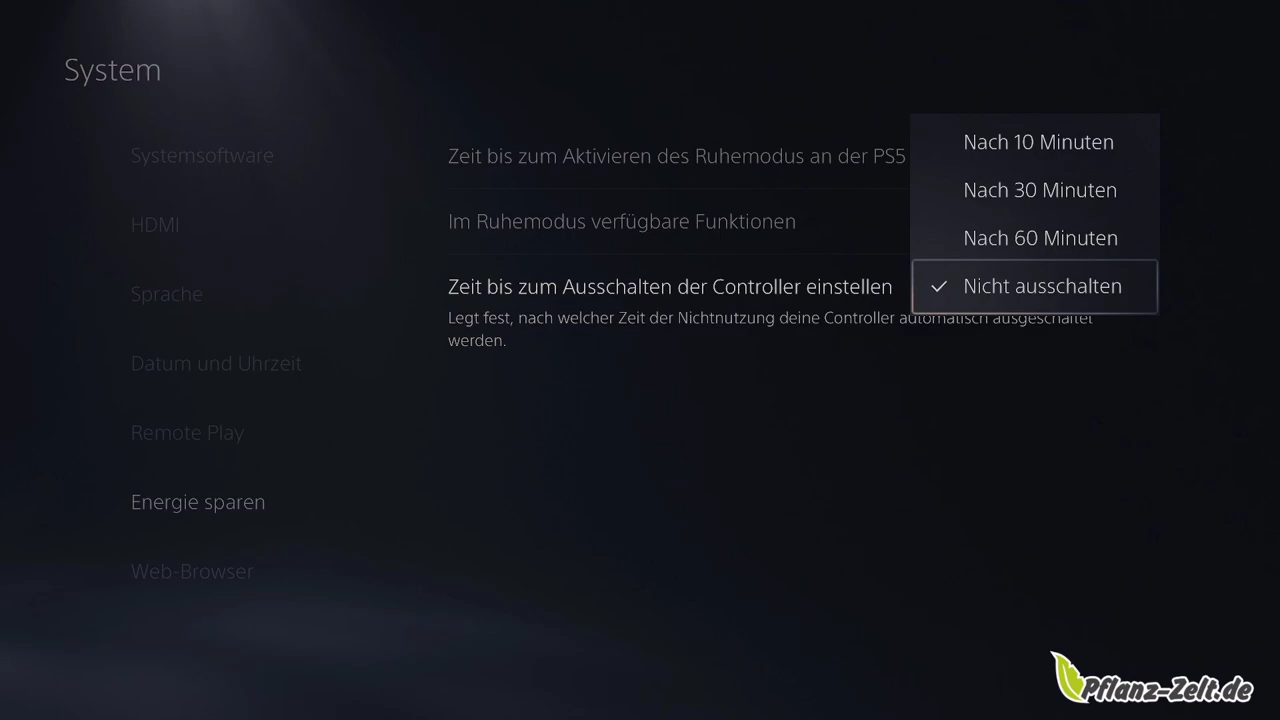 System
Systemsoftware
HDMI
Sprache
Datum und Uhrzeit
Remote Play
Energie sparen
Web-Browser
Zeit bis zum Aktivieren des Ruhemodus an der PS5
Im Ruhemodus verfügbare Funktionen
Zeit bis zum Ausschalten der Controller einstellen
Legt fest, nach welcher Zeit der Nichtnutzung deine Controller automatisch ausgeschaltet
werden.
Nach 10 Minuten
Nach 30 Minuten
Nach 60 Minuten
Nicht ausschalten
Pflanz-Zelt.de